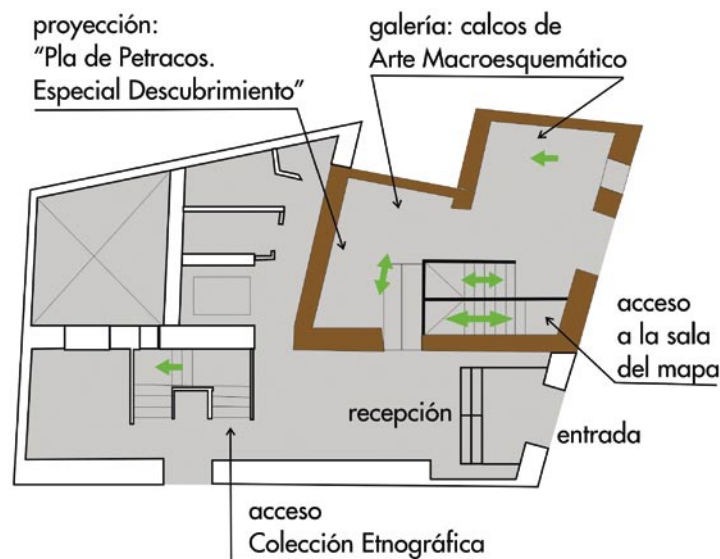 proyección:
“Pla de Petracos.
Especial Descubrimiento”
galería: calcos de
Arte Macroesquemático
acceso
a la sala
del mapa
recepción
entrada
acceso
Colección Etnográfica